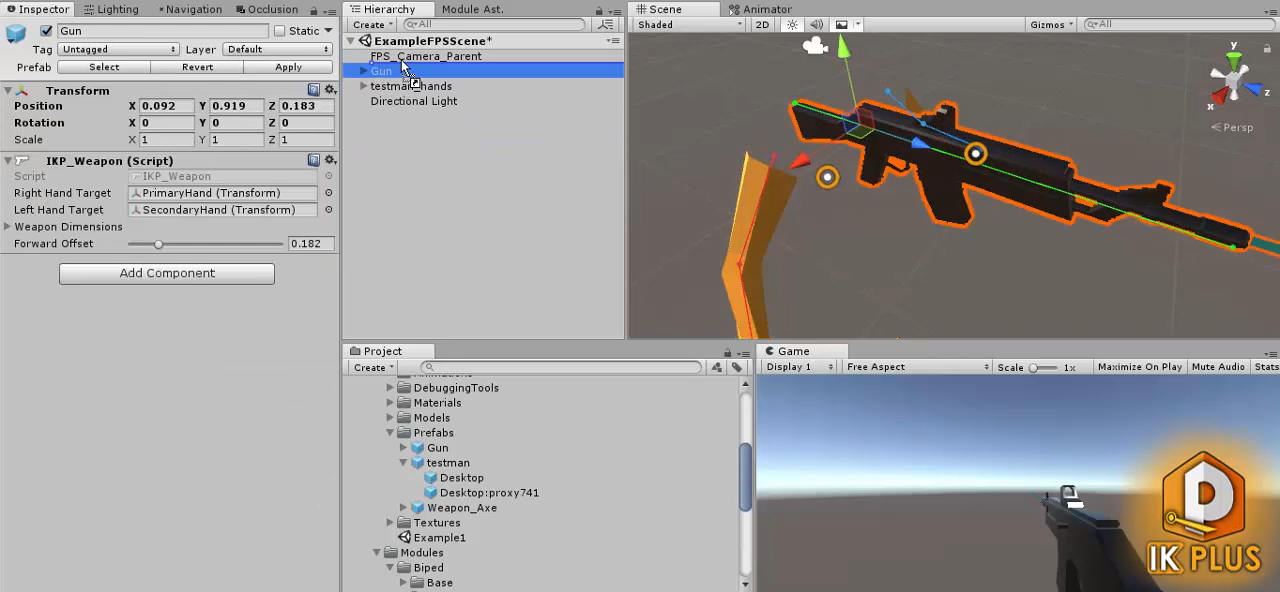 Inspector
Lighting
Navigation
Occlusion
Gun
Static
Tag
Untagged
Layer
Default
Prefab
Select
Revert
Apply
Transform
Position
X 0.092
Y 0.919
Z 0.183
Rotation
X 0
Y 0
Z 0
Scale
X 1
Y 1
Z 1
IKP_Weapon (Script)
Script
IKP_Weapon
Right Hand Target
PrimaryHand (Transform)
Left Hand Target
SecondaryHand (Transform)
Weapon Dimensions
Forward Offset
0.182
Add Component
Hierarchy
Module Ast.
Create
All
ExampleFPSScene*
FPS_Camera_Parent
Gun
Directional Light
Scene
Animator
Shaded
2D
Gizmos
All
y
x
z
Persp
Project
Create
DebuggingTools
Materials
Models
Prefabs
Gun
testman
Desktop
Desktop:proxy741
Weapon_Axe
Textures
Example1
Modules
Biped
Base
Game
Display 1
Free Aspect
Scale
1x
Maximize On Play
Mute Audio
Stats
IK PLUS